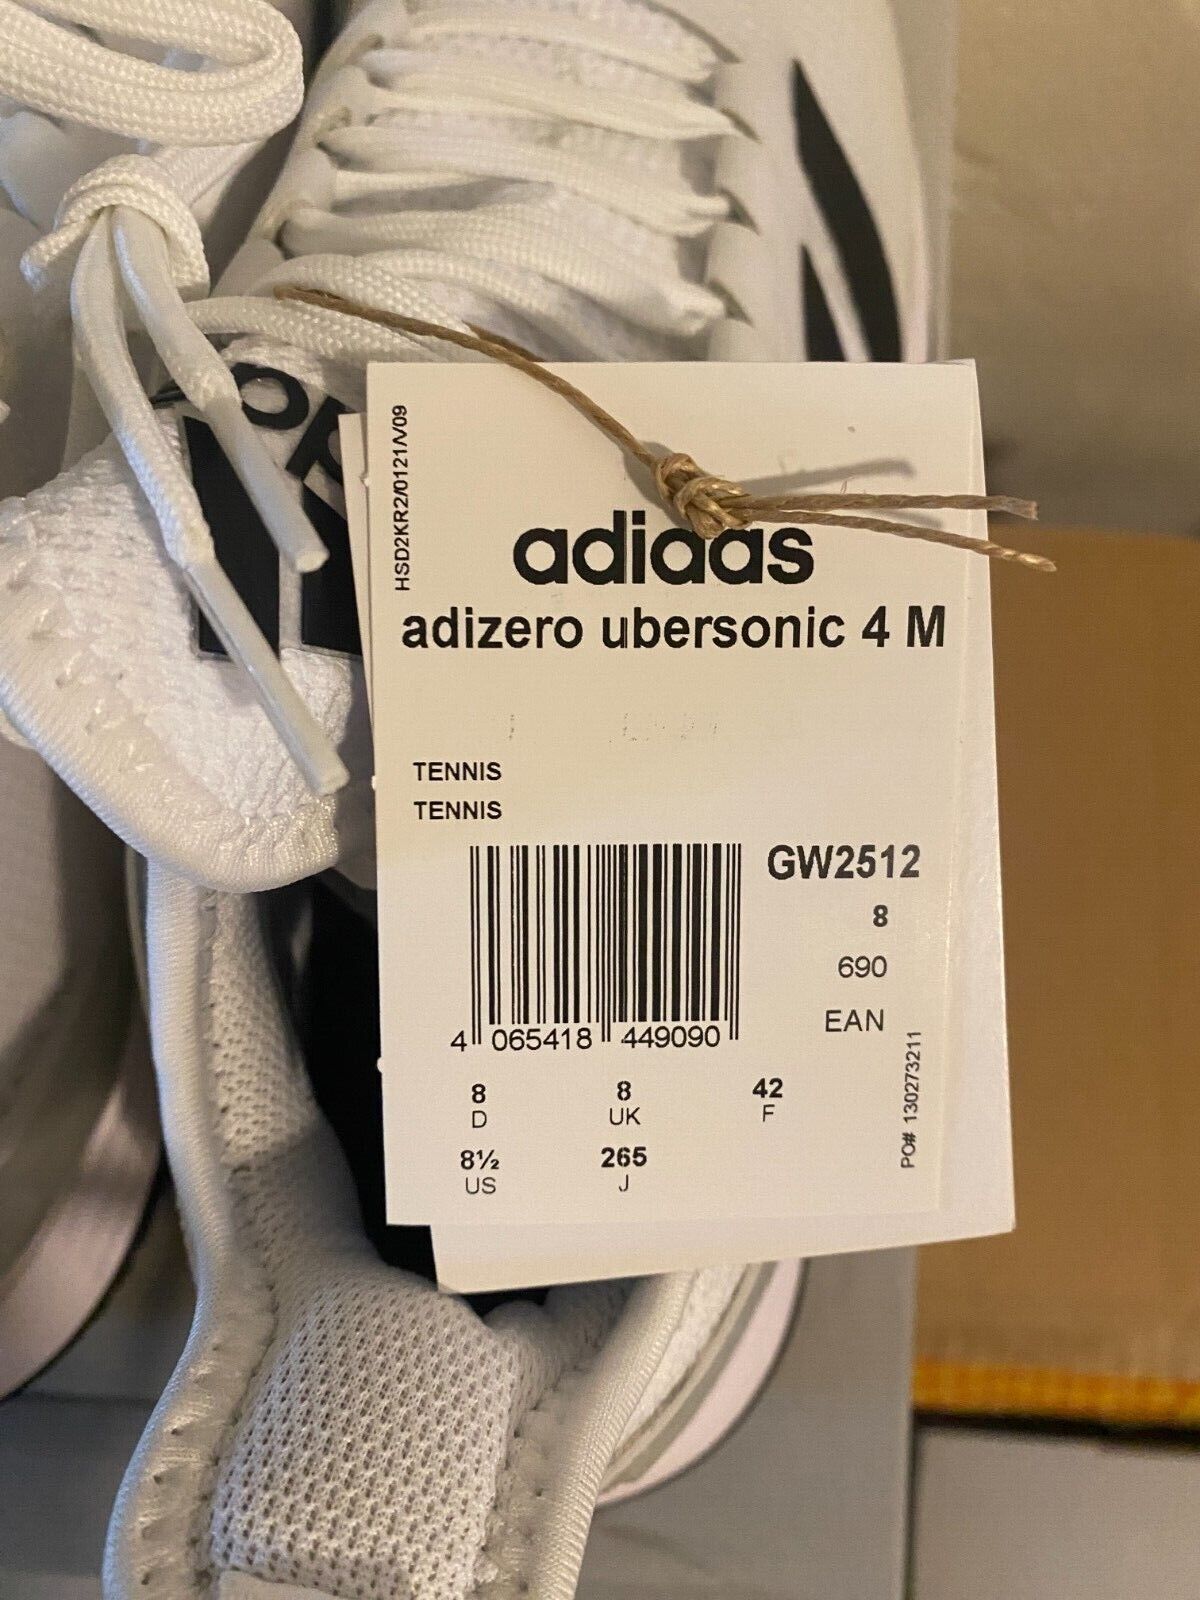 HSD2KR2/0121/V09
adidas
adizero ubersonic 4 M
TENNIS
TENNIS
GW2512
8
690
EAN
4 065418 449090
8 8 42
D UK F
8½ 265
US J
PO# 130273211